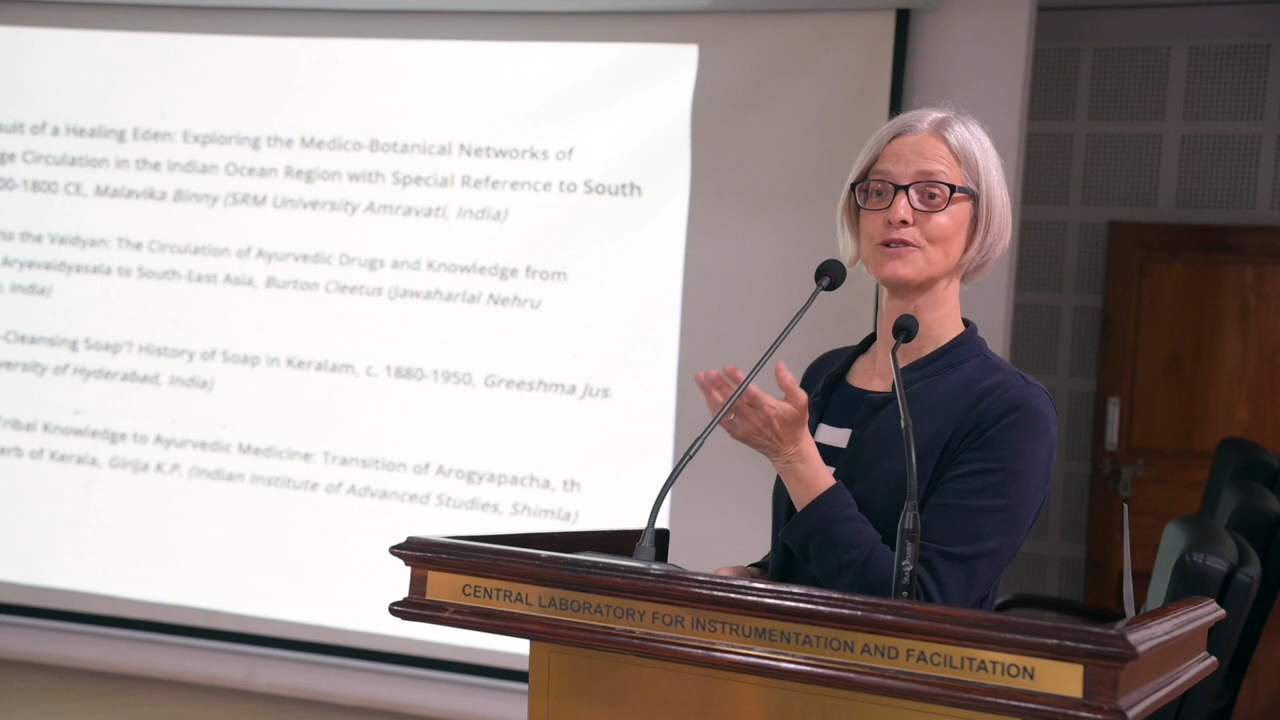 suit of a Healing Eden: Exploring the Medico-Botanical Networks of
ge Circulation in the Indian Ocean Region with Special Reference to South
00-1800 CE, Malavika Binny (SRM University Amravati, India)
to the Vaidyan: The Circulation of Ayurvedic Drugs and Knowledge from
Aryavaidyasala to South-East Asia, Burton Cleetus (Jawaharlal Nehru
, India)
-Cleansing Soap'? History of Soap in Keralam, c. 1880-1950, Greeshma Jus
versity of Hyderabad, India)
Tribal Knowledge to Ayurvedic Medicine: Transition of Arogyapacha, th
erb of Kerala, Girija K.P. (Indian Institute of Advanced Studies, Shimla)
CENTRAL LABORATORY FOR INSTRUMENTATION AND FACILITATION